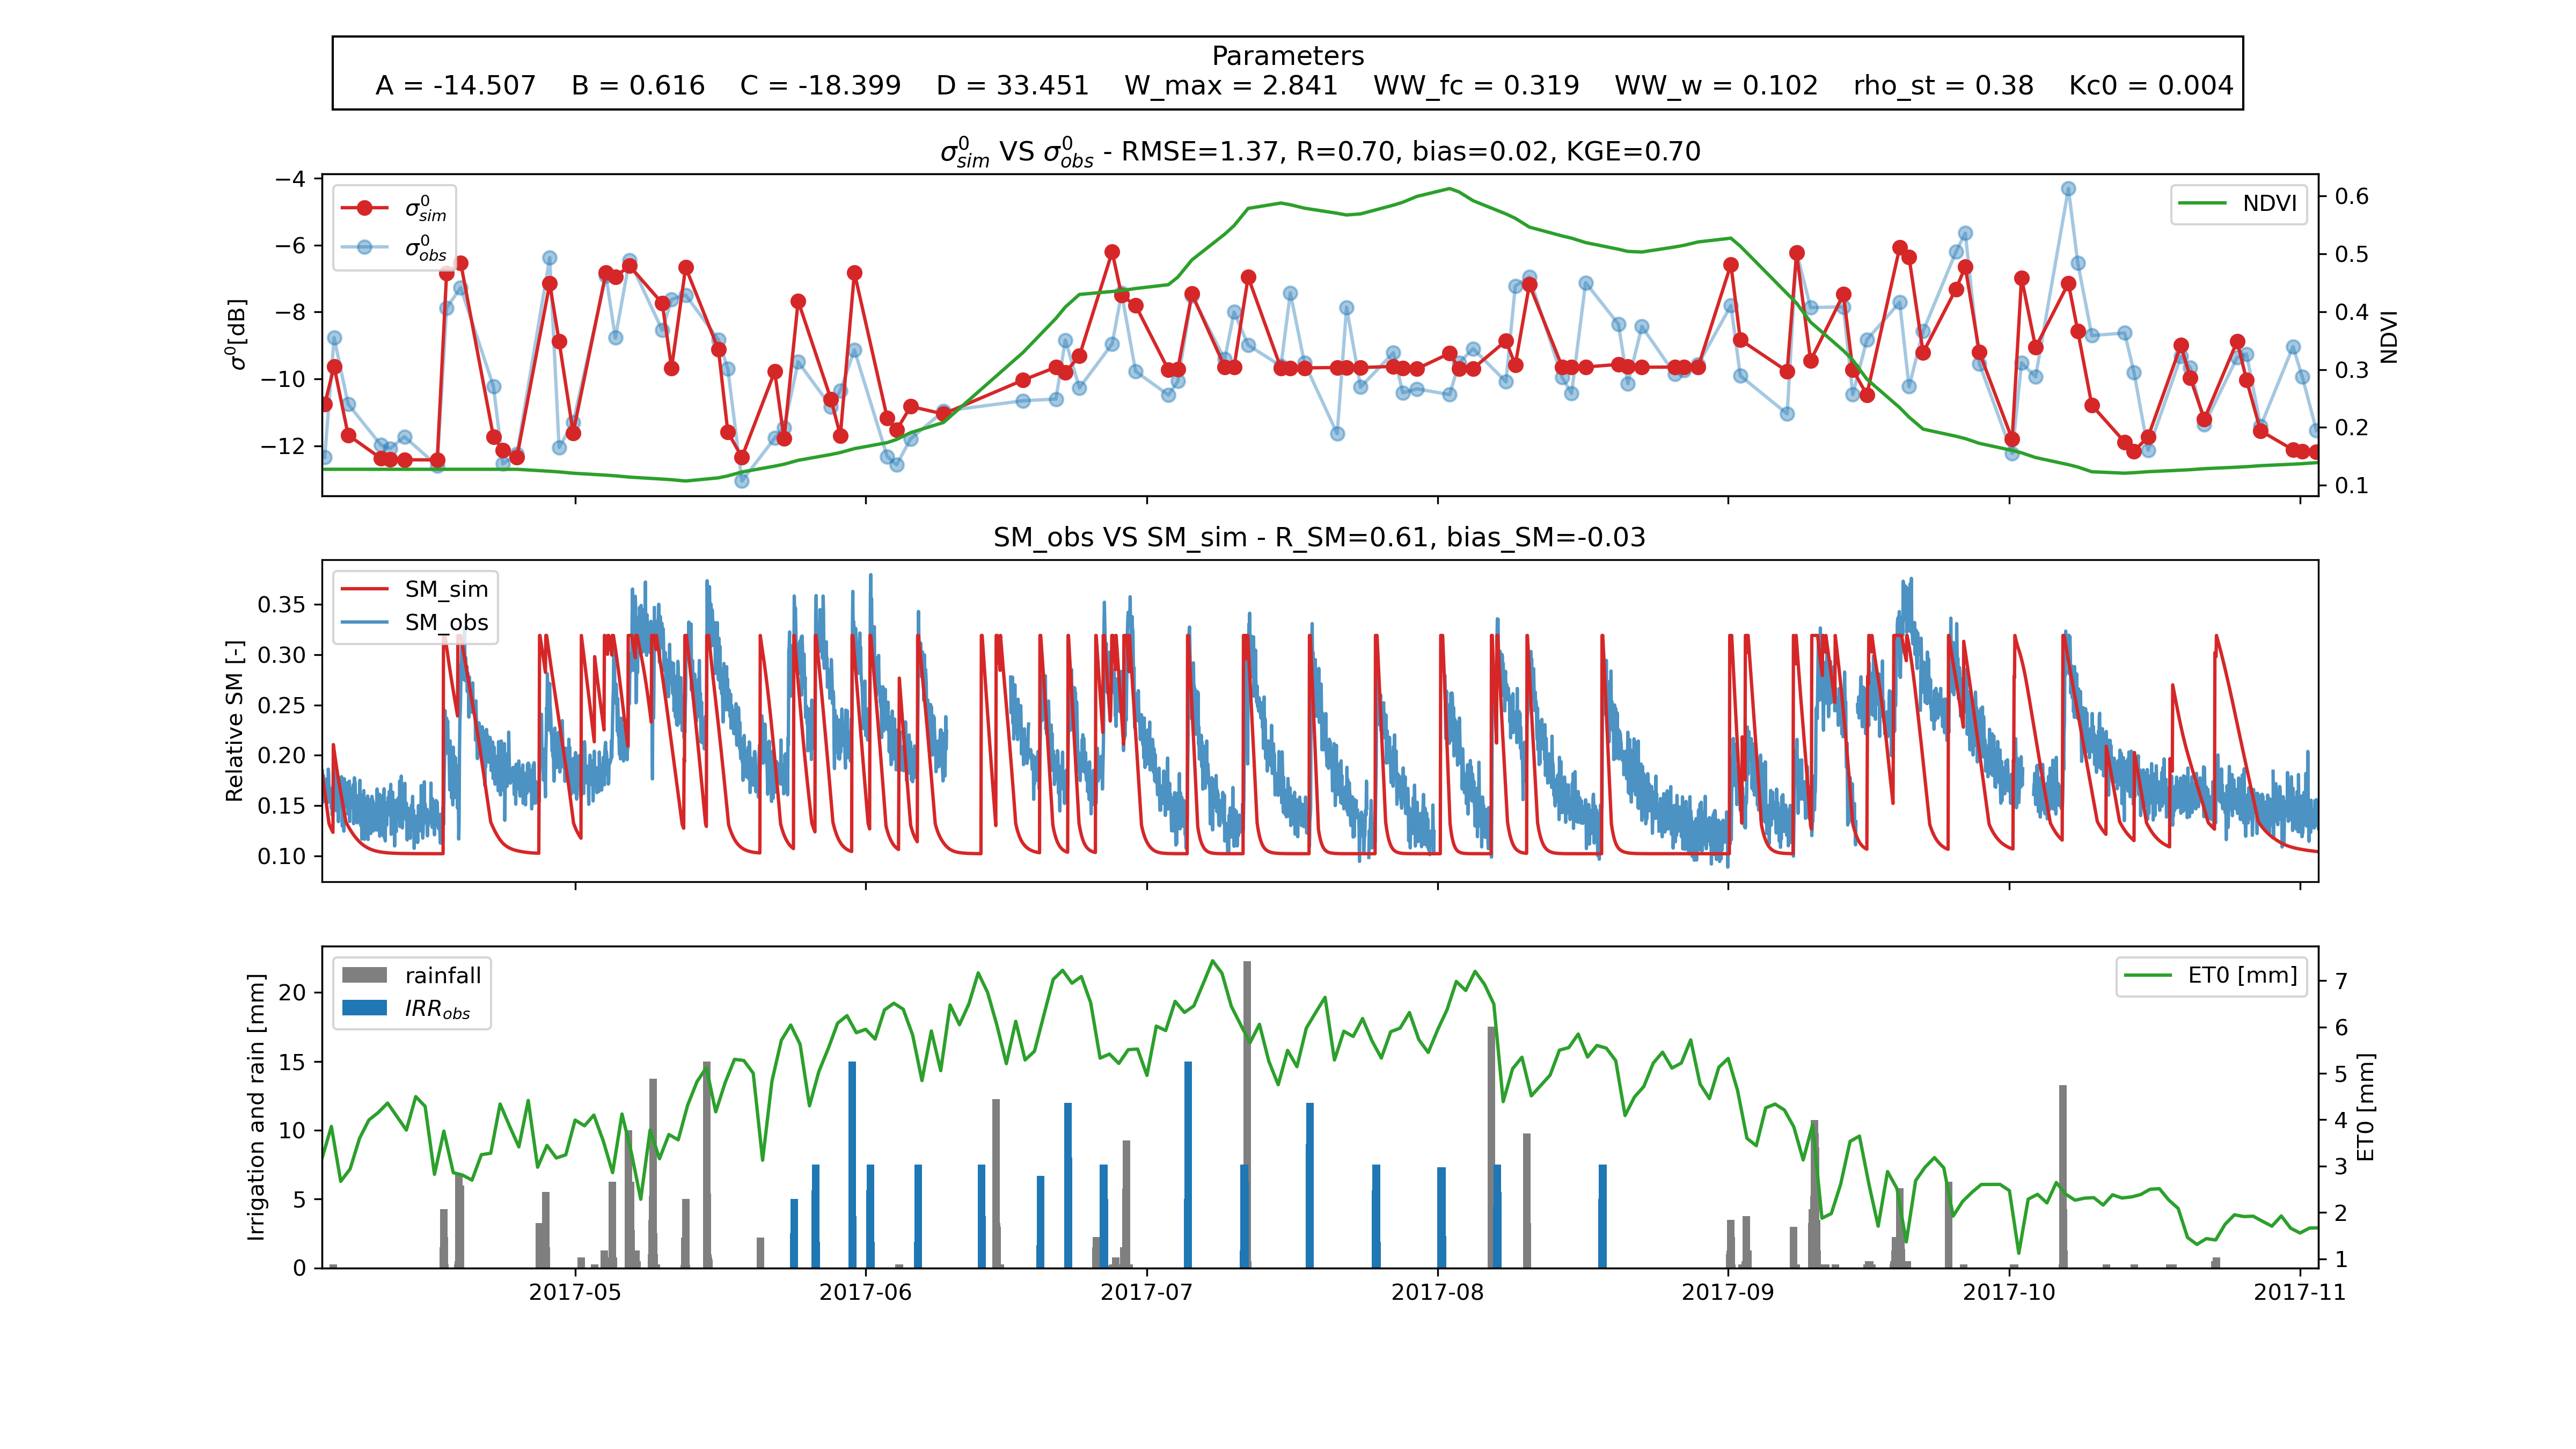 Parameters
A = -14.507 B = 0.616 C = -18.399 D = 33.451 W_max = 2.841 WW_fc = 0.319 WW_w = 0.102 rho_st = 0.38 Kc0 = 0.004
σ⁰sim VS σ⁰obs - RMSE=1.37, R=0.70, bias=0.02, KGE=0.70
σ⁰sim
σ⁰obs
NDVI
σ⁰[dB]
−4
−6
−8
−10
−12
0.6
0.5
0.4
0.3
0.2
0.1
NDVI
SM_obs VS SM_sim - R_SM=0.61, bias_SM=-0.03
SM_sim
SM_obs
Relative SM [-]
0.35
0.30
0.25
0.20
0.15
0.10
rainfall
IRRobs
ET0 [mm]
Irrigation and rain [mm]
20
15
10
5
0
7
6
5
4
3
2
1
ET0 [mm]
2017-05 2017-06 2017-07 2017-08 2017-09 2017-10 2017-11